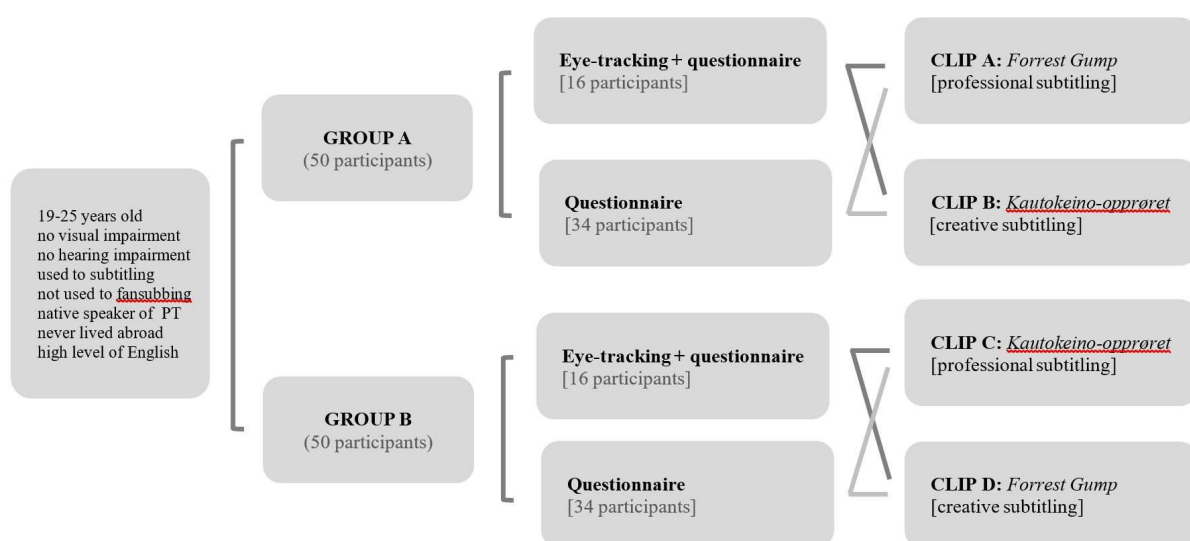 19-25 years old
no visual impairment
no hearing impairment
used to subtitling
not used to fansubbing
native speaker of PT
never lived abroad
high level of English
GROUP A
(50 participants)
Eye-tracking + questionnaire
[16 participants]
Questionnaire
[34 participants]
CLIP A: Forrest Gump
[professional subtitling]
CLIP B: Kautokeino-opprøret
[creative subtitling]
GROUP B
(50 participants)
Eye-tracking + questionnaire
[16 participants]
Questionnaire
[34 participants]
CLIP C: Kautokeino-opprøret
[professional subtitling]
CLIP D: Forrest Gump
[creative subtitling]